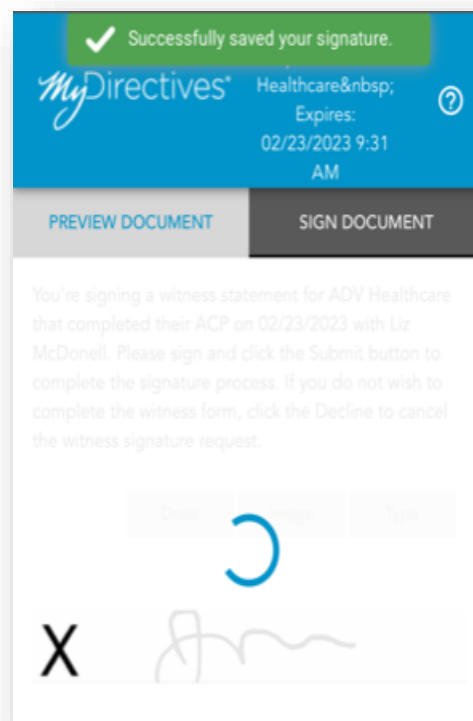 Successfully saved your signature.
MyDirectives®
Healthcare&nbsp;
Expires:
02/23/2023 9:31
AM
PREVIEW DOCUMENT
SIGN DOCUMENT
You're signing a witness statement for ADV Healthcare
that completed their ACP on 02/23/2023 with Liz
McDonell. Please sign and click the Submit button to
complete the signature process. If you do not wish to
complete the witness form, click the Decline to cancel
the witness signature request.
Draw
Image
Type
X